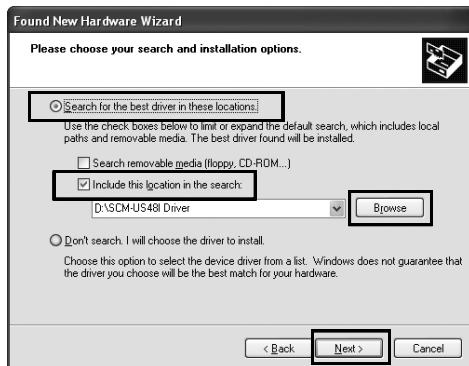 Found New Hardware Wizard
Please choose your search and installation options.
Search for the best driver in these locations.
Use the check boxes below to limit or expand the default search, which includes local
paths and removable media. The best driver found will be installed.
Search removable media (floppy, CD-ROM...)
Include this location in the search:
D:\SCM-US48I Driver
Browse
Don't search. I will choose the driver to install.
Choose this option to select the device driver from a list. Windows does not guarantee that
the driver you choose will be the best match for your hardware.
< Back Next > Cancel